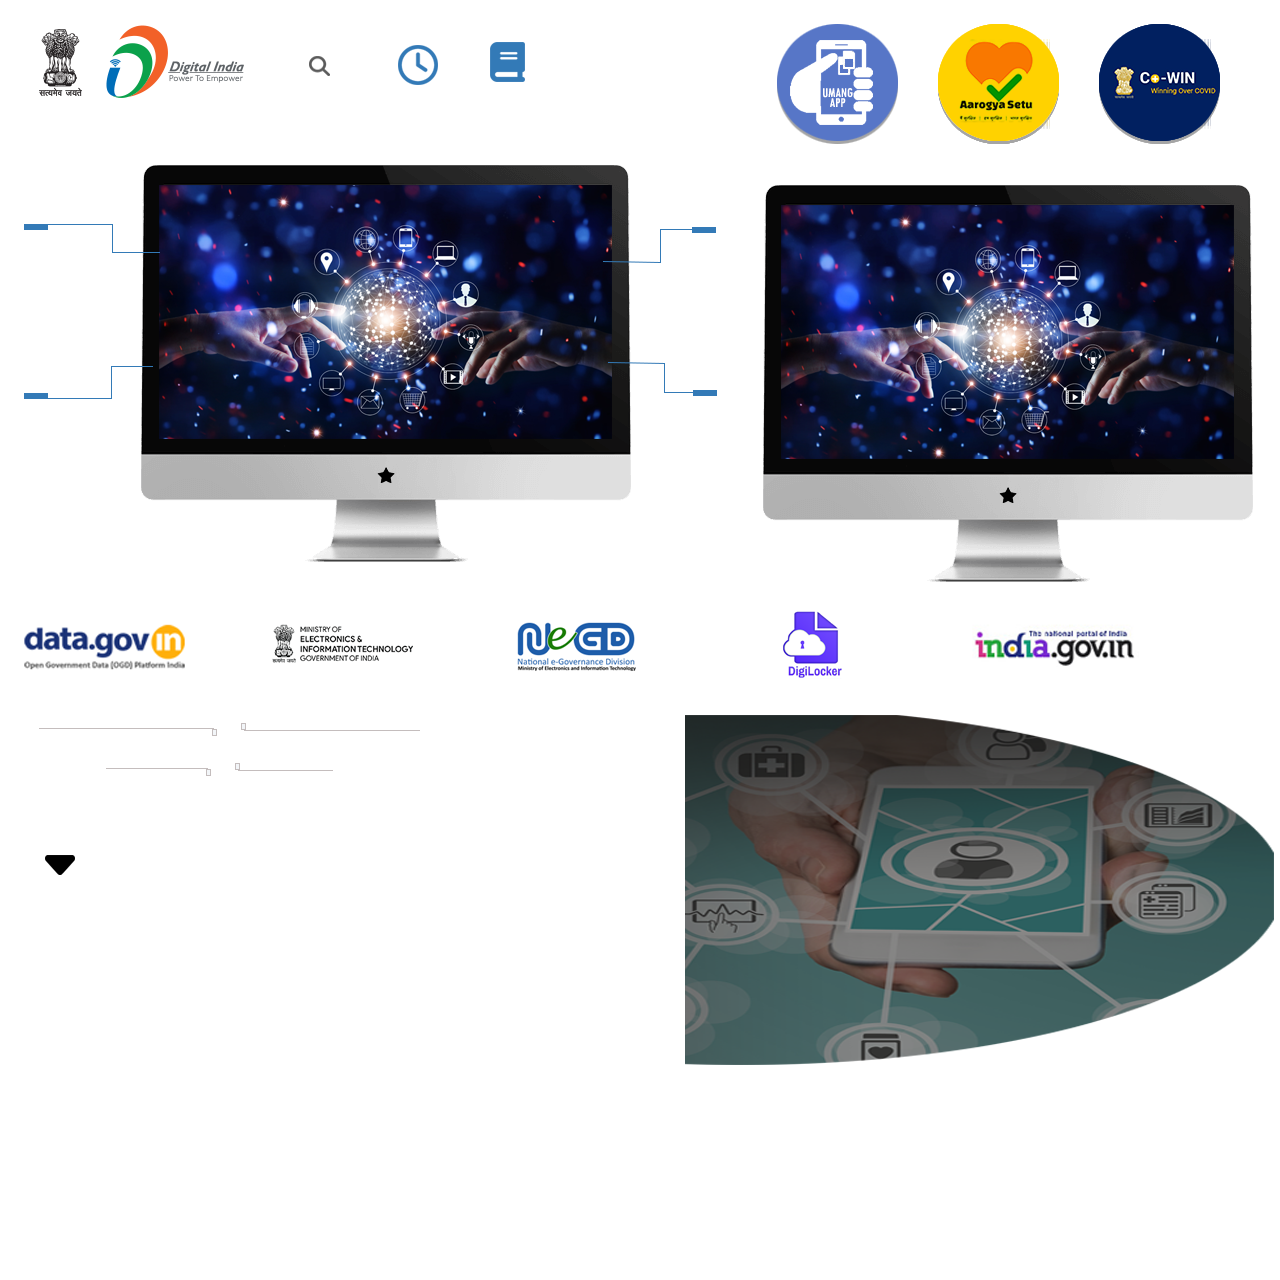 सत्यमेव जयते
Digital India
Power To Empower
UMANG
APP
Aarogya Setu
Co-WIN
Winning Over COVID
data.gov in
Open Government Data (OGD) Platform India
MINISTRY OF
ELECTRONICS &
INFORMATION TECHNOLOGY
GOVERNMENT OF INDIA
NeGD
National e-Governance Division
Ministry of Electronics and Information Technology
DigiLocker
The national portal of India
india.gov.in